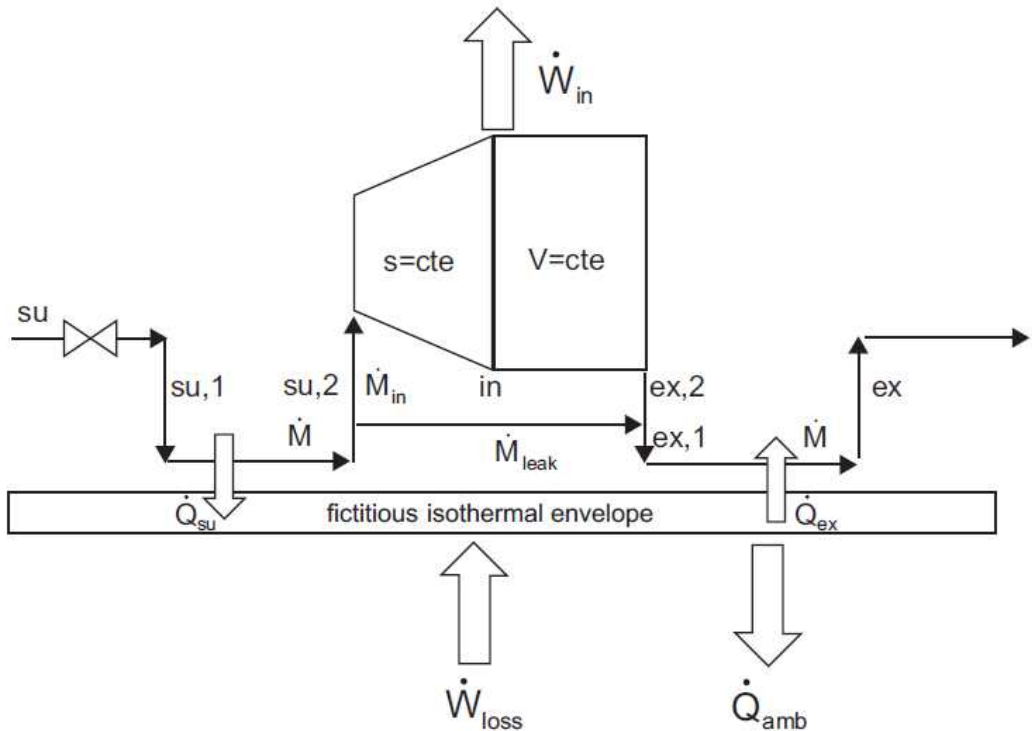 Ẇin
s=cte
V=cte
su
su,1
su,2
Ṁin
in
ex,2
ex
Ṁ
Ṁleak
ex,1
Ṁ
Q̇su
fictitious isothermal envelope
Q̇ex
Ẇloss
Q̇amb